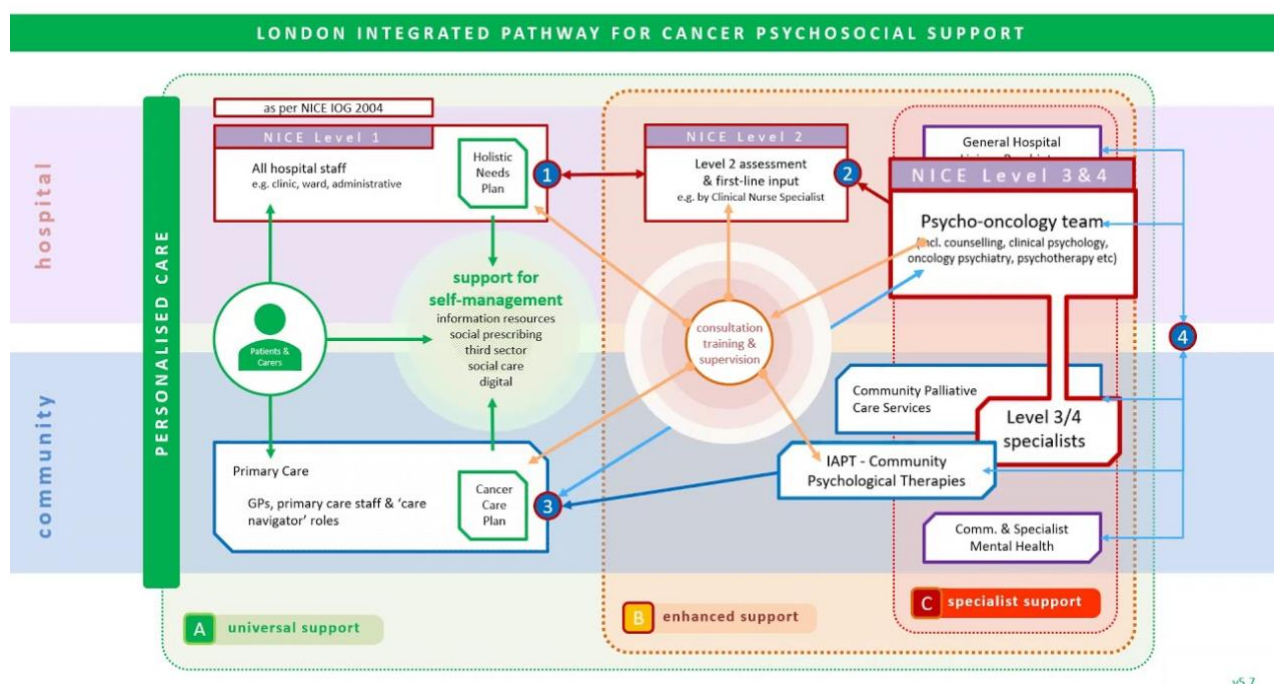 LONDON INTEGRATED PATHWAY FOR CANCER PSYCHOSOCIAL SUPPORT
hospital
community
PERSONALISED CARE
as per NICE IOG 2004
NICE Level 1
All hospital staff
e.g. clinic, ward, administrative
Holistic
Needs
Plan
1
NICE Level 2
Level 2 assessment
& first-line input
e.g. by Clinical Nurse Specialist
2
General Hospital
NICE Level 3&4
Psycho-oncology team
(incl. counselling, clinical psychology,
oncology psychiatry, psychotherapy etc)
Patients &
Carers
support for
self-management
information resources
social prescribing
third sector
social care
digital
consultation
training &
supervision
4
Community Palliative
Care Services
Level 3/4
specialists
IAPT - Community
Psychological Therapies
Primary Care
GPs, primary care staff & ‘care
navigator’ roles
Cancer
Care
Plan
3
Comm. & Specialist
Mental Health
A universal support
B enhanced support
C specialist support
v5.7